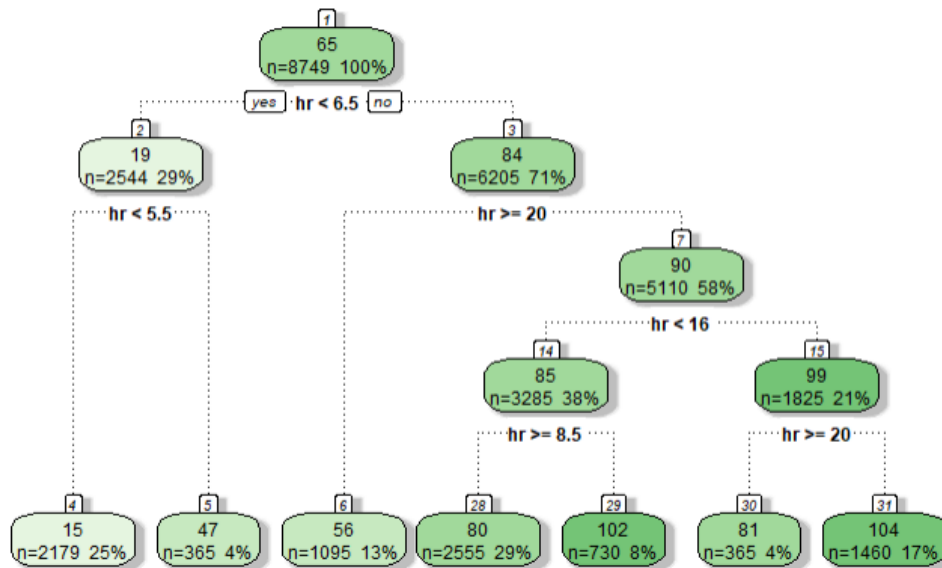 1
65
n=8749 100%
yes hr < 6.5 no
2
3
19
84
n=2544 29%
n=6205 71%
hr < 5.5
hr >= 20
7
90
n=5110 58%
hr < 16
14
15
85
99
n=3285 38%
n=1825 21%
hr >= 8.5
hr >= 20
4
5
6
28
29
30
31
15
47
56
80
102
81
104
n=2179 25%
n=365 4%
n=1095 13%
n=2555 29%
n=730 8%
n=365 4%
n=1460 17%